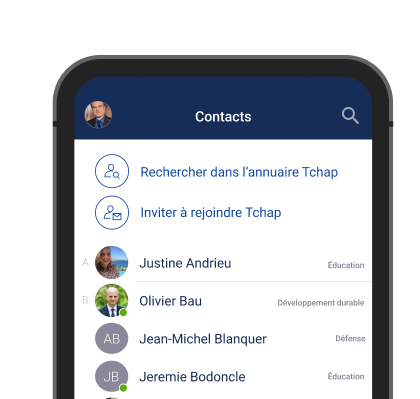 Contacts
Rechercher dans l'annuaire Tchap
Inviter à rejoindre Tchap
A
Justine Andrieu
Éducation
B
Olivier Bau
Développement durable
AB
Jean-Michel Blanquer
Défense
JB
Jeremie Bodoncle
Éducation